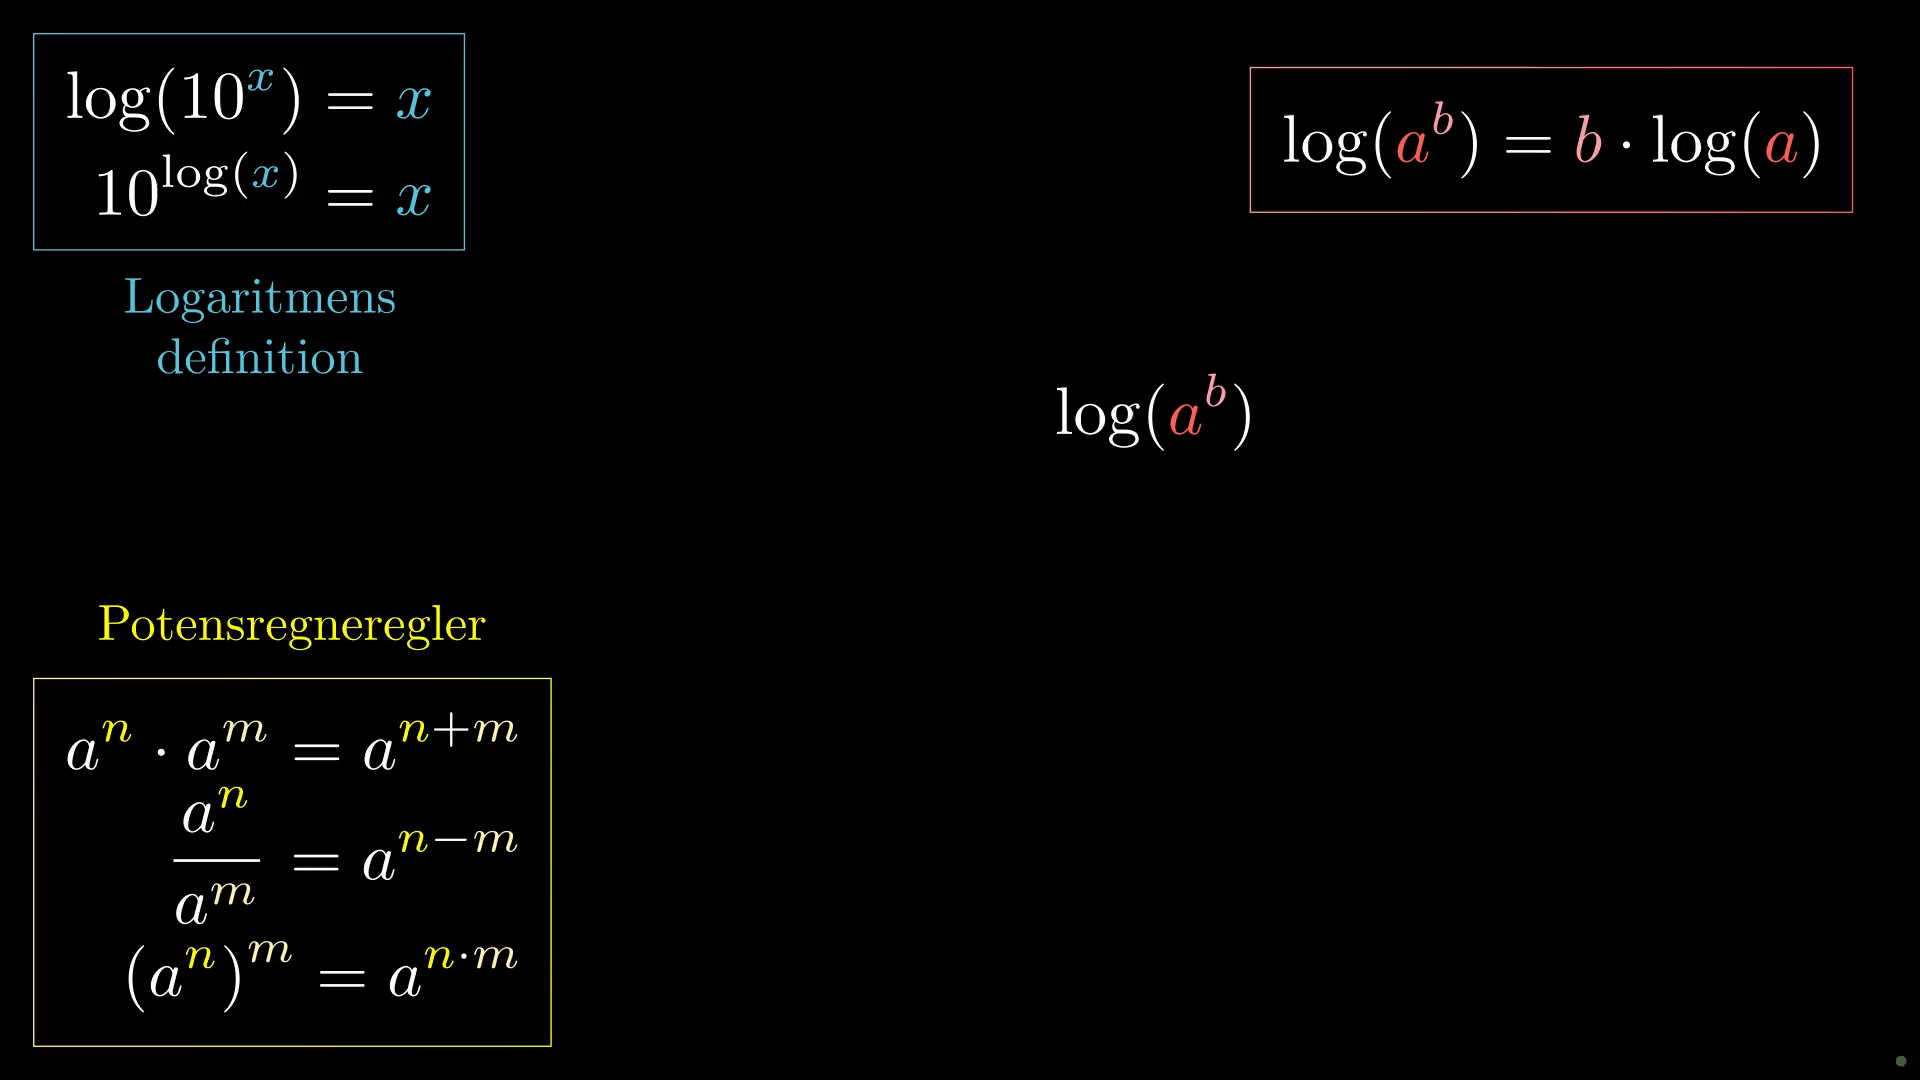 log(10^x) = x
10^log(x) = x
Logaritmens
definition
log(a^b) = b · log(a)
log(a^b)
Potensregneregler
a^n · a^m = a^(n+m)
a^n / a^m = a^(n−m)
(a^n)^m = a^(n·m)